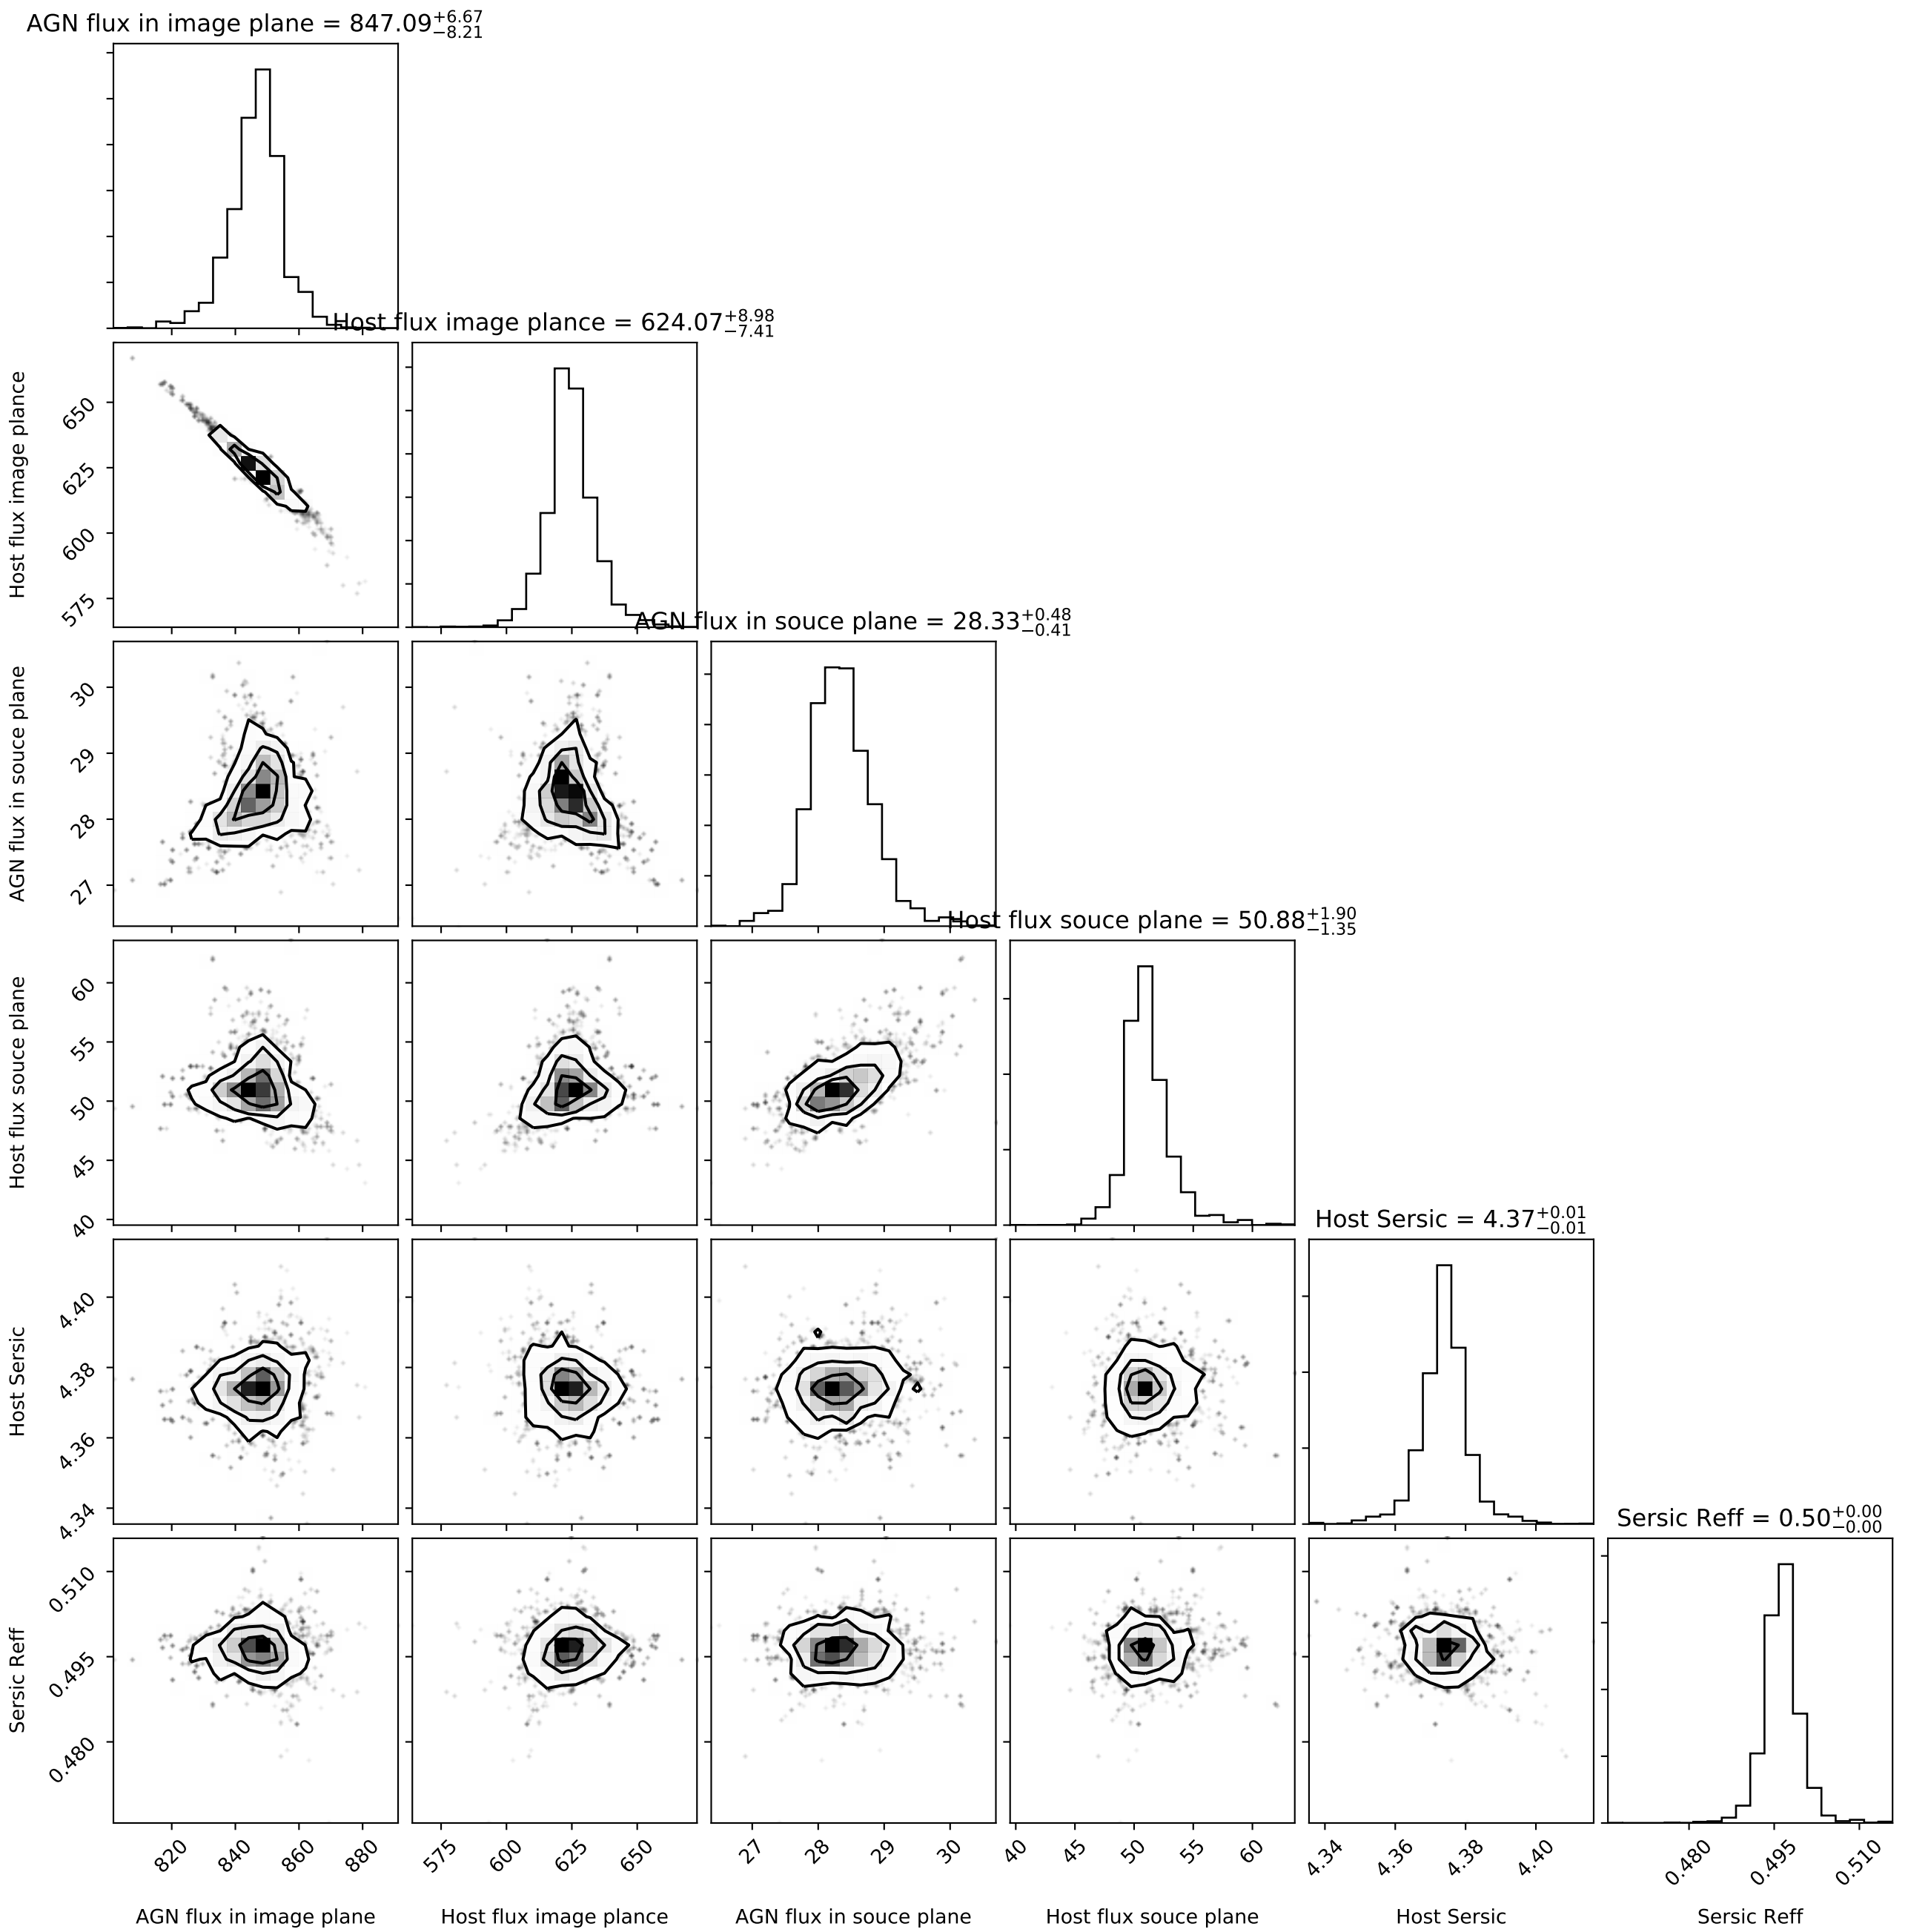 AGN flux in image plane = 847.09+6.67−8.21
Host flux image plance = 624.07+8.98−7.41
Host flux image plance
650
625
600
575
AGN flux in souce plane = 28.33+0.48−0.41
AGN flux in souce plane
30
29
28
27
Host flux souce plane = 50.88+1.90−1.35
Host flux souce plane
60
55
50
45
40
Host Sersic = 4.37+0.01−0.01
Host Sersic
4.40
4.38
4.36
4.34
Sersic Reff = 0.50+0.00−0.00
Sersic Reff
0.510
0.495
0.480
820 840 860 880 575 600 625 650 27 28 29 30 40 45 50 55 60 4.34 4.36 4.38 4.40 0.480 0.495 0.510
AGN flux in image plane Host flux image plance AGN flux in souce plane Host flux souce plane Host Sersic Sersic Reff